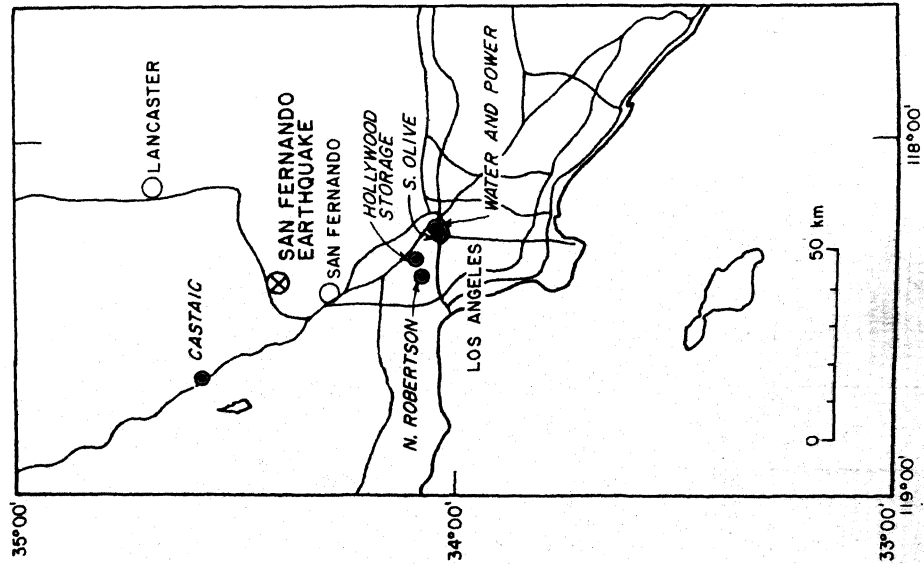 35°00'
34°00'
33°00'
119°00'
118°00'
LANCASTER
SAN FERNANDO
EARTHQUAKE
SAN FERNANDO
CASTAIC
HOLLYWOOD
STORAGE
S. OLIVE
WATER AND POWER
N. ROBERTSON
LOS ANGELES
0
50 km